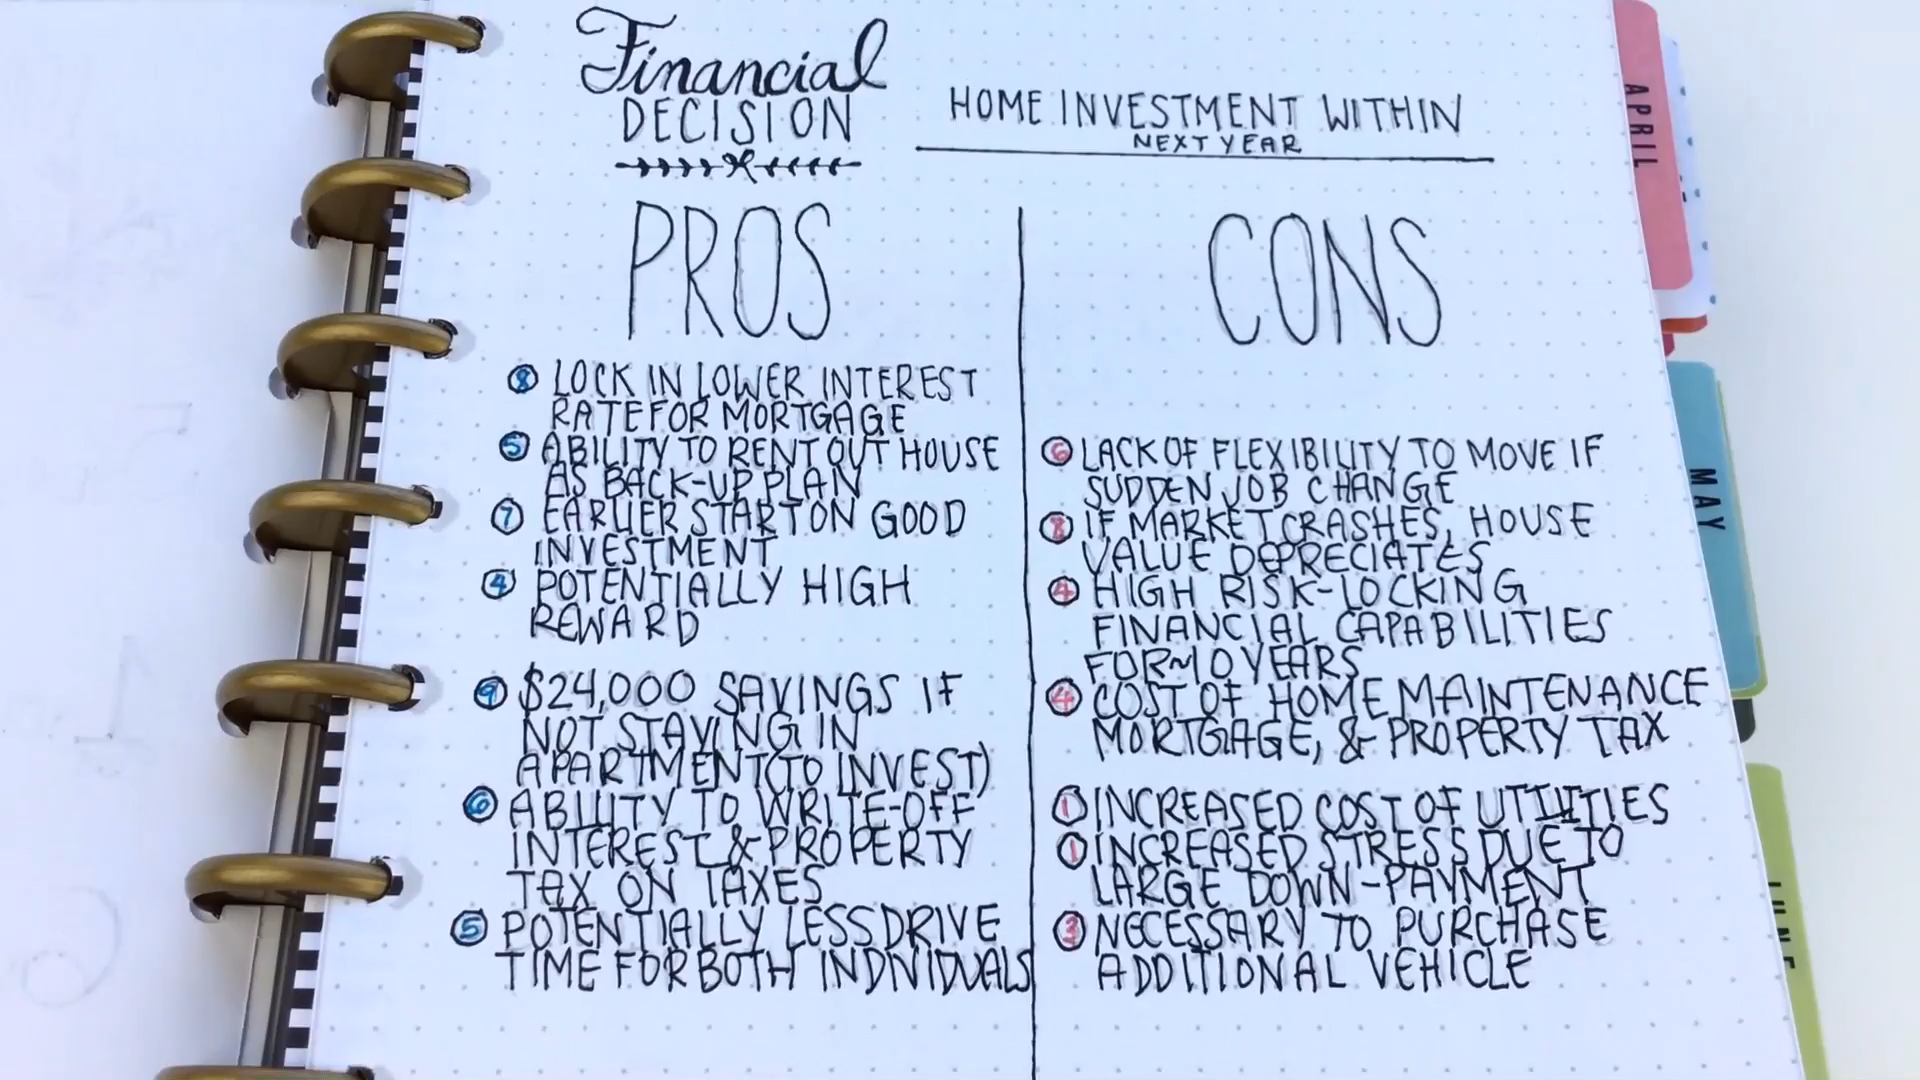 Financial
DECISION
HOME INVESTMENT WITHIN
NEXT YEAR
PROS
8 LOCK IN LOWER INTEREST
RATE FOR MORTGAGE
5 ABILITY TO RENT OUT HOUSE
AS BACK-UP PLAN
7 EARLIER START ON GOOD
INVESTMENT
4 POTENTIALLY HIGH
REWARD
9 $24,000 SAVINGS IF
NOT STAYING IN
APARTMENT (TO INVEST)
6 ABILITY TO WRITE-OFF
INTEREST & PROPERTY
TAX ON TAXES
5 POTENTIALLY LESS DRIVE
TIME FOR BOTH INDNIDUALS
CONS
6 LACK OF FLEXIBILITY TO MOVE IF
SUDDEN JOB CHANGE
8 IF MARKET CRASHES, HOUSE
VALUE DEPRECIATES
4 HIGH RISK-LOCKING
FINANCIAL CAPABILITIES
FOR ~10 YEARS
4 COST OF HOME MAINTENANCE
MORTGAGE, & PROPERTY TAX
1 INCREASED COST OF UTILITIES
1 INCREASED STRESS DUE TO
LARGE DOWN-PAYMENT
3 NECESSARY TO PURCHASE
ADDITIONAL VEHICLE
APRIL
MAY
JUNE